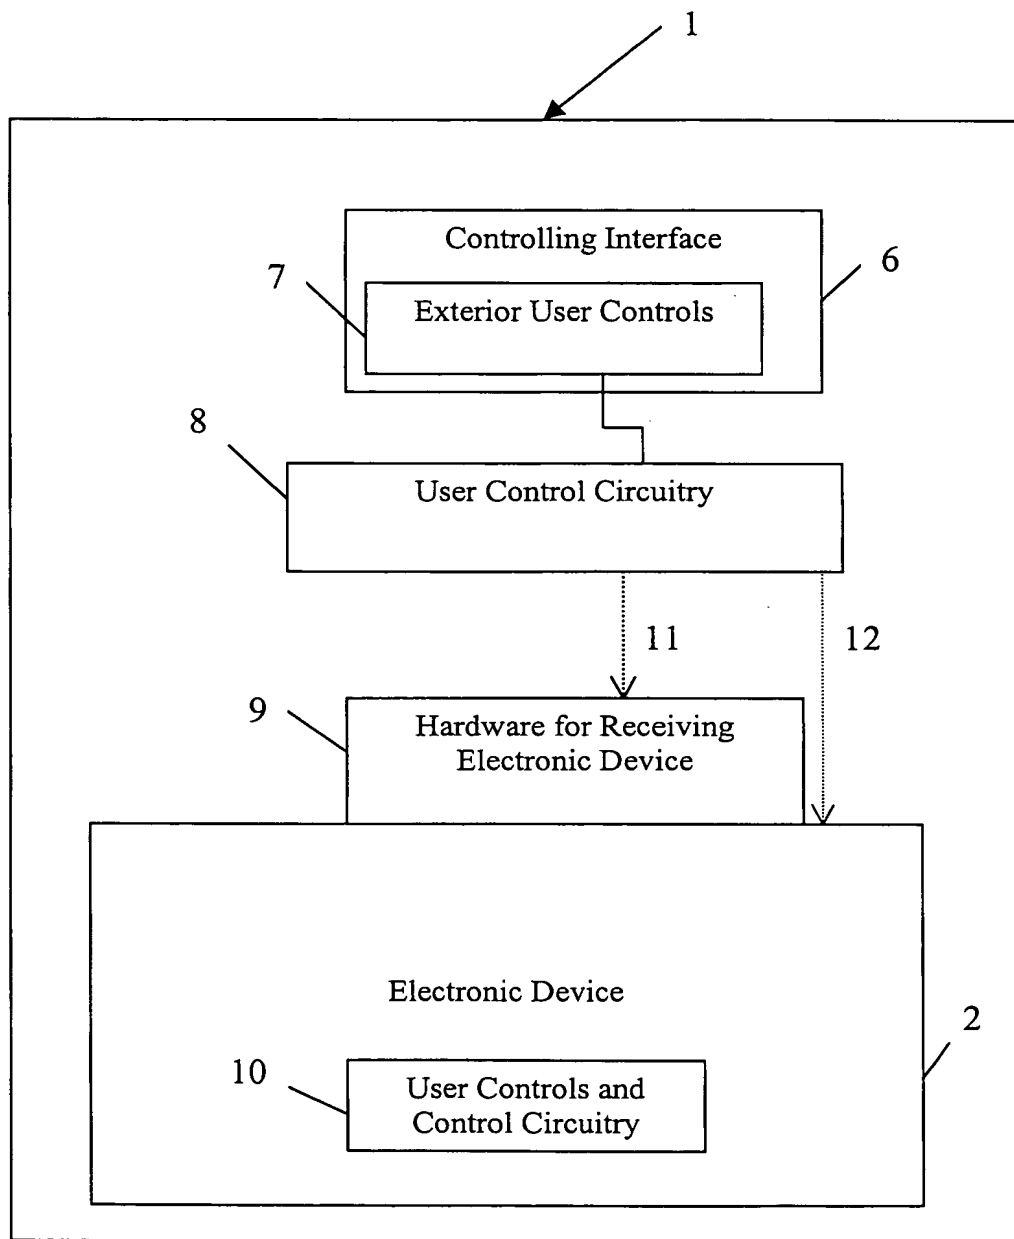 1
Controlling Interface
6
7
Exterior User Controls
8
User Control Circuitry
11
12
9
Hardware for Receiving
Electronic Device
Electronic Device
2
10
User Controls and
Control Circuitry